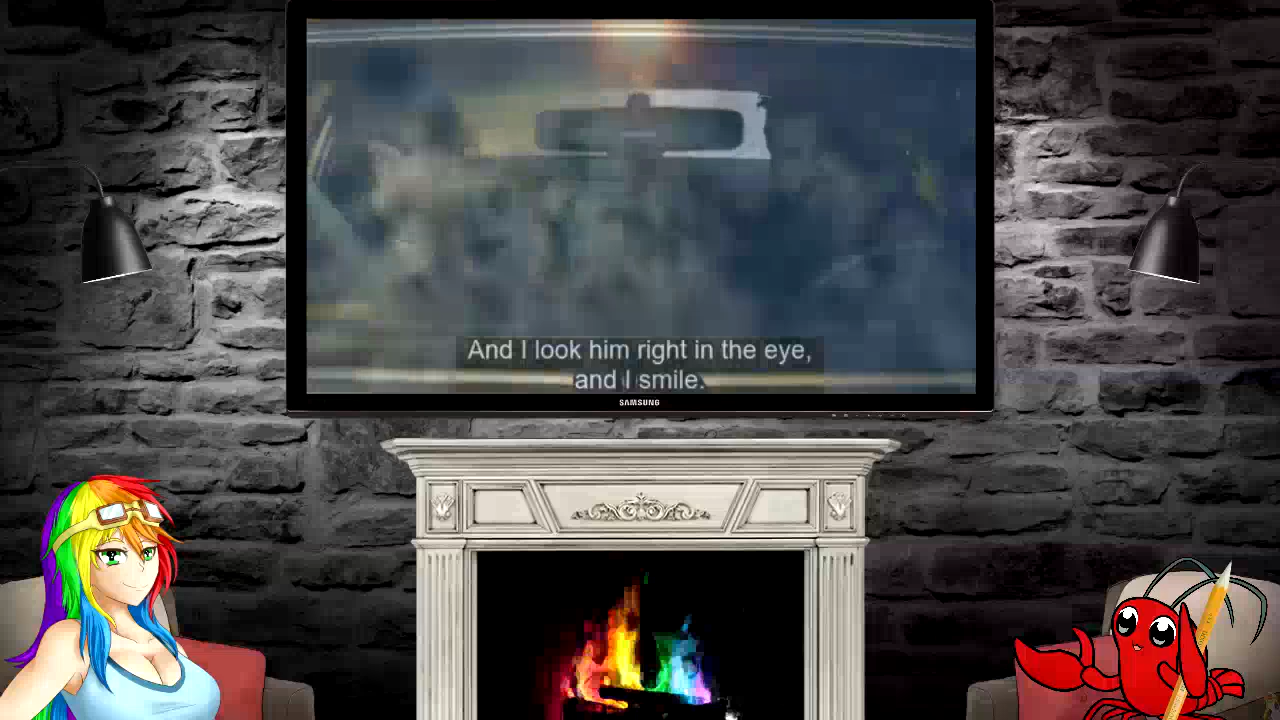 And I look him right in the eye,
and I smile.
SAMSUNG